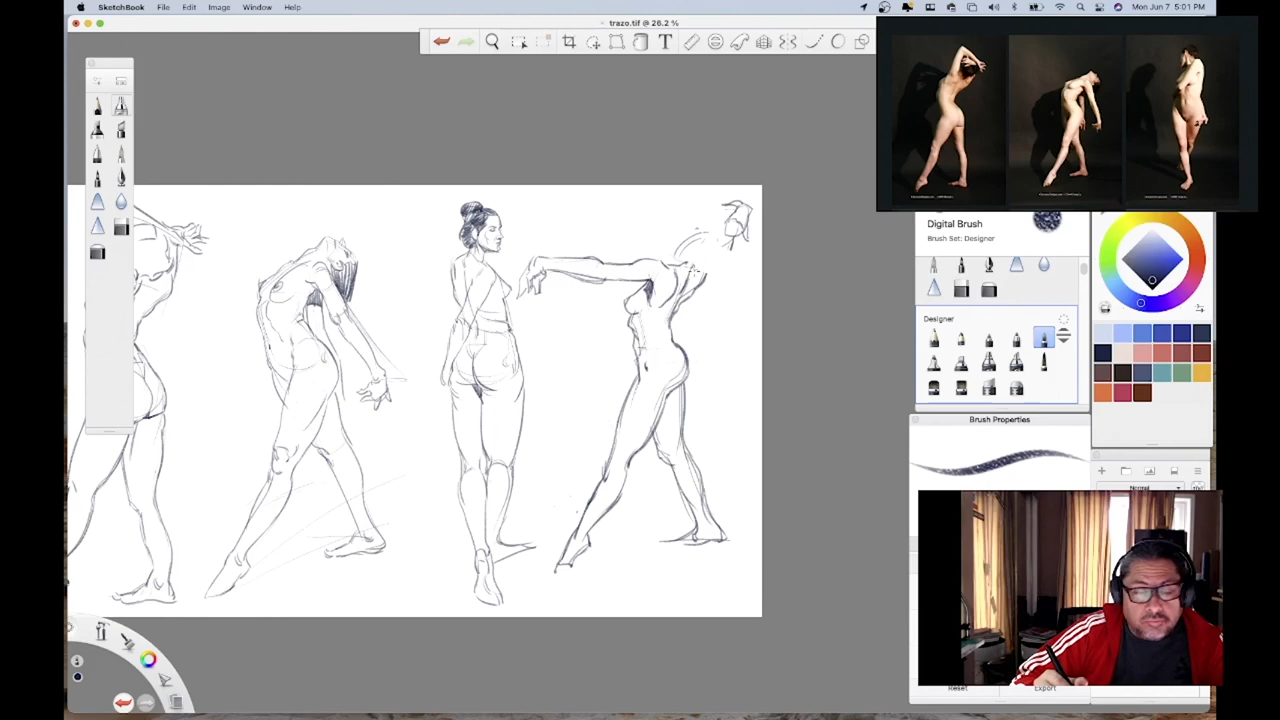 SketchBook File Edit Image Window Help
Mon Jun 7 5:01 PM
trazo.tif @ 26.2 %
T
Digital Brush
Brush Set: Designer
Designer
Brush Properties
Normal
Reset
Export